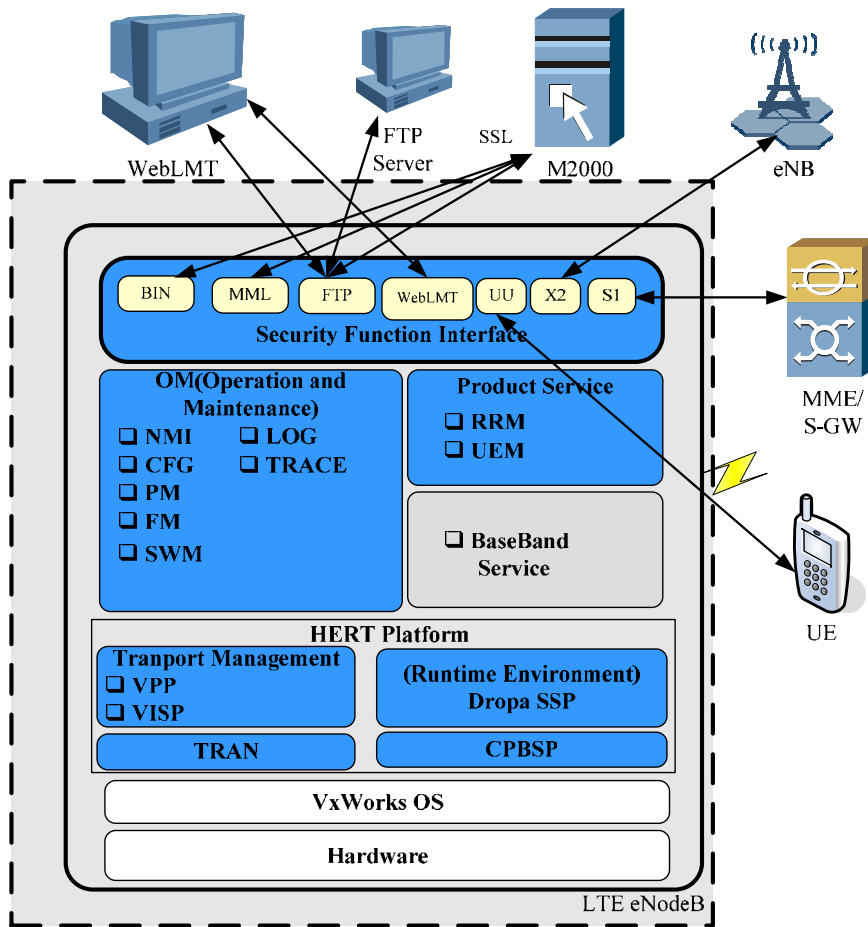 WebLMT
FTP
Server
SSL
M2000
eNB
BIN
MML
FTP
WebLMT
UU
X2
S1
Security Function Interface
MME/
S-GW
OM(Operation and
Maintenance)
❑ NMI
❑ LOG
❑ CFG
❑ TRACE
❑ PM
❑ FM
❑ SWM
Product Service
❑ RRM
❑ UEM
❑ BaseBand
Service
UE
HERT Platform
Tranport Management
❑ VPP
❑ VISP
(Runtime Environment)
Dropa SSP
TRAN
CPBSP
VxWorks OS
Hardware
LTE eNodeB